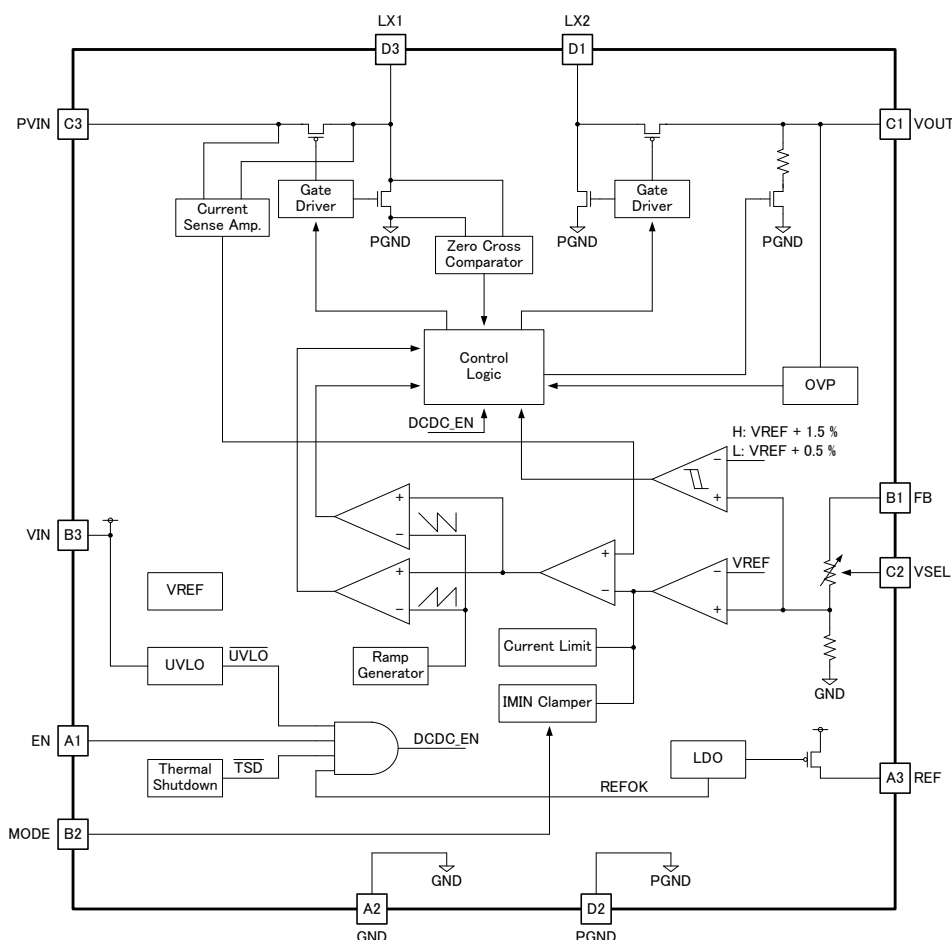 LX1
LX2
D3
D1
PVIN
C3
C1
VOUT
Current
Sense Amp.
Gate
Driver
PGND
Zero Cross
Comparator
PGND
Gate
Driver
PGND
Control
Logic
OVP
DCDC_EN
H: VREF + 1.5 %
L: VREF + 0.5 %
−
+
B1
FB
VIN
B3
+
−
C2
VSEL
VREF
+
−
+
−
VREF
−
+
UVLO
UVLO
Ramp
Generator
Current Limit
GND
IMIN Clamper
EN
A1
DCDC_EN
Thermal
Shutdown
TSD
LDO
A3
REF
REFOK
MODE
B2
GND
PGND
A2
D2
GND
PGND